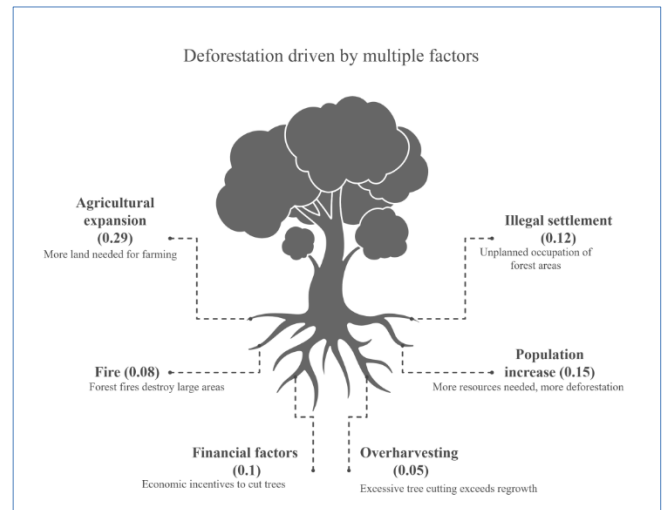 Deforestation driven by multiple factors
Agricultural
expansion
(0.29)
More land needed for farming
Illegal settlement
(0.12)
Unplanned occupation of
forest areas
Fire (0.08)
Forest fires destroy large areas
Population
increase (0.15)
More resources needed, more deforestation
Financial factors
(0.1)
Economic incentives to cut trees
Overharvesting
(0.05)
Excessive tree cutting exceeds regrowth